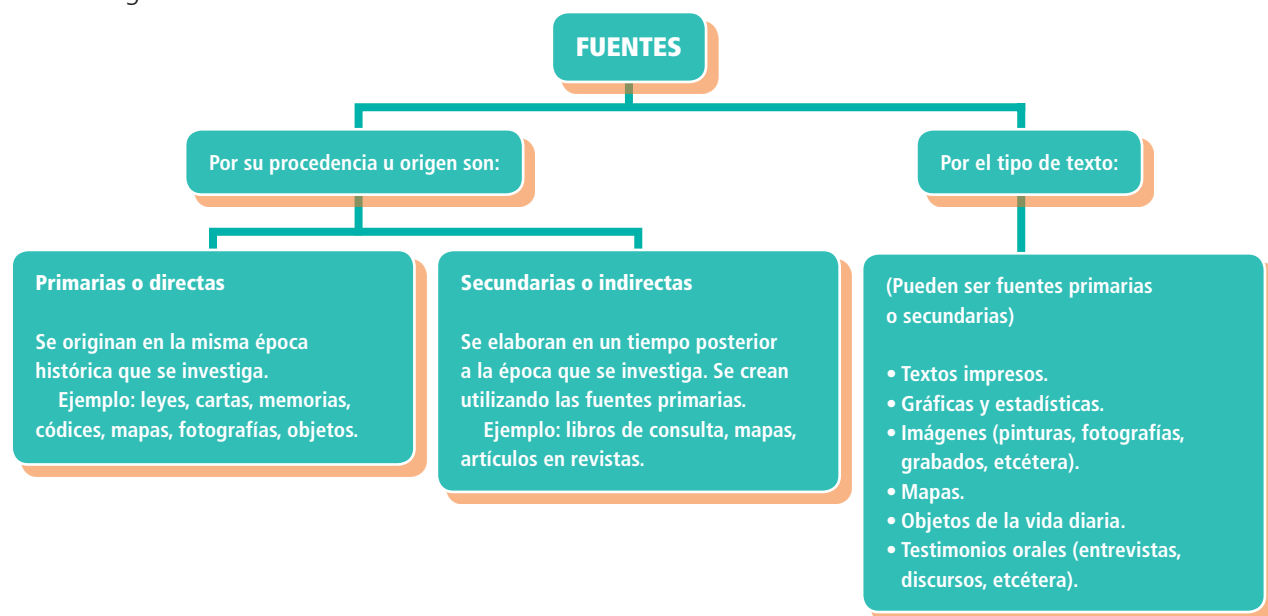 FUENTES
Por su procedencia u origen son:
Por el tipo de texto:
Primarias o directas
Se originan en la misma época
histórica que se investiga.
Ejemplo: leyes, cartas, memorias,
códices, mapas, fotografías, objetos.
Secundarias o indirectas
Se elaboran en un tiempo posterior
a la época que se investiga. Se crean
utilizando las fuentes primarias.
Ejemplo: libros de consulta, mapas,
artículos en revistas.
(Pueden ser fuentes primarias
o secundarias)
• Textos impresos.
• Gráficas y estadísticas.
• Imágenes (pinturas, fotografías,
grabados, etcétera).
• Mapas.
• Objetos de la vida diaria.
• Testimonios orales (entrevistas,
discursos, etcétera).